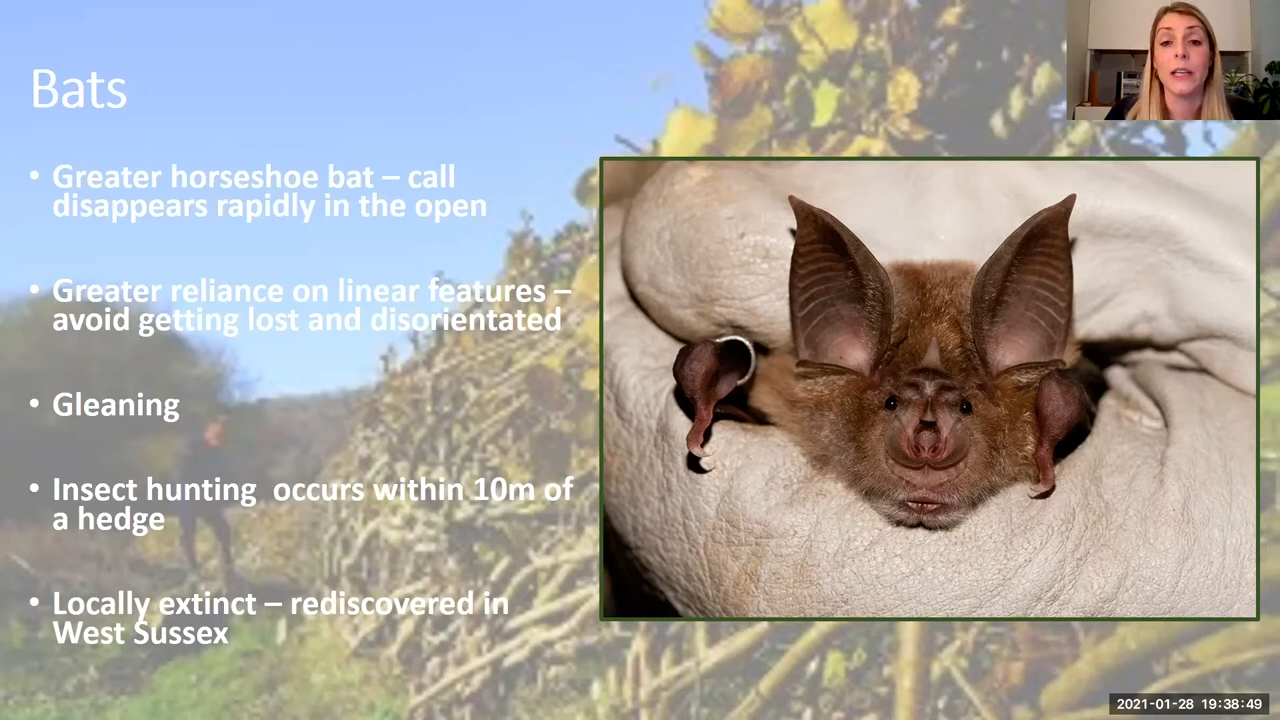 Bats
• Greater horseshoe bat – call
disappears rapidly in the open
• Greater reliance on linear features –
avoid getting lost and disorientated
• Gleaning
• Insect hunting  occurs within 10m of
a hedge
• Locally extinct – rediscovered in
West Sussex
2021-01-28 19:38:49